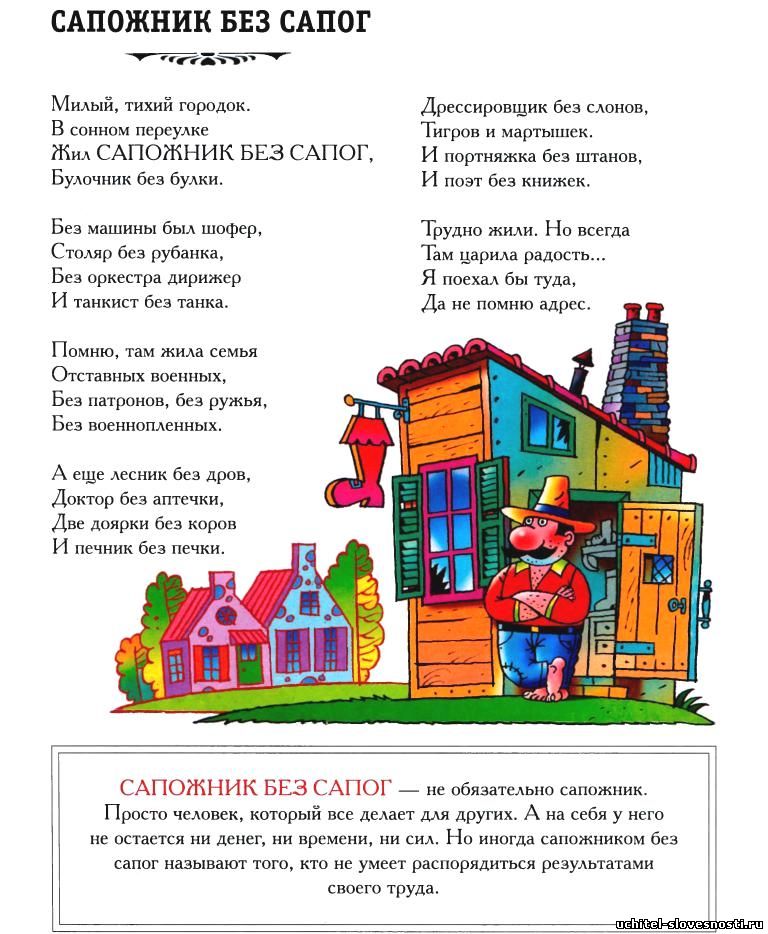 САПОЖНИК БЕЗ САПОГ
Милый, тихий городок.
В сонном переулке
Жил САПОЖНИК БЕЗ САПОГ,
Булочник без булки.
Без машины был шофер,
Столяр без рубанка,
Без оркестра дирижер
И танкист без танка.
Помню, там жила семья
Отставных военных,
Без патронов, без ружья,
Без военнопленных.
А еще лесник без дров,
Доктор без аптечки,
Две доярки без коров
И печник без печки.
Дрессировщик без слонов,
Тигров и мартышек.
И портняжка без штанов,
И поэт без книжек.
Трудно жили. Но всегда
Там царила радость...
Я поехал бы туда,
Да не помню адрес.
САПОЖНИК БЕЗ САПОГ — не обязательно сапожник.
Просто человек, который все делает для других. А на себя у него
не остается ни денег, ни времени, ни сил. Но иногда сапожником без
сапог называют того, кто не умеет распорядиться результатами
своего труда.
uchitel-slovesnosti.ru